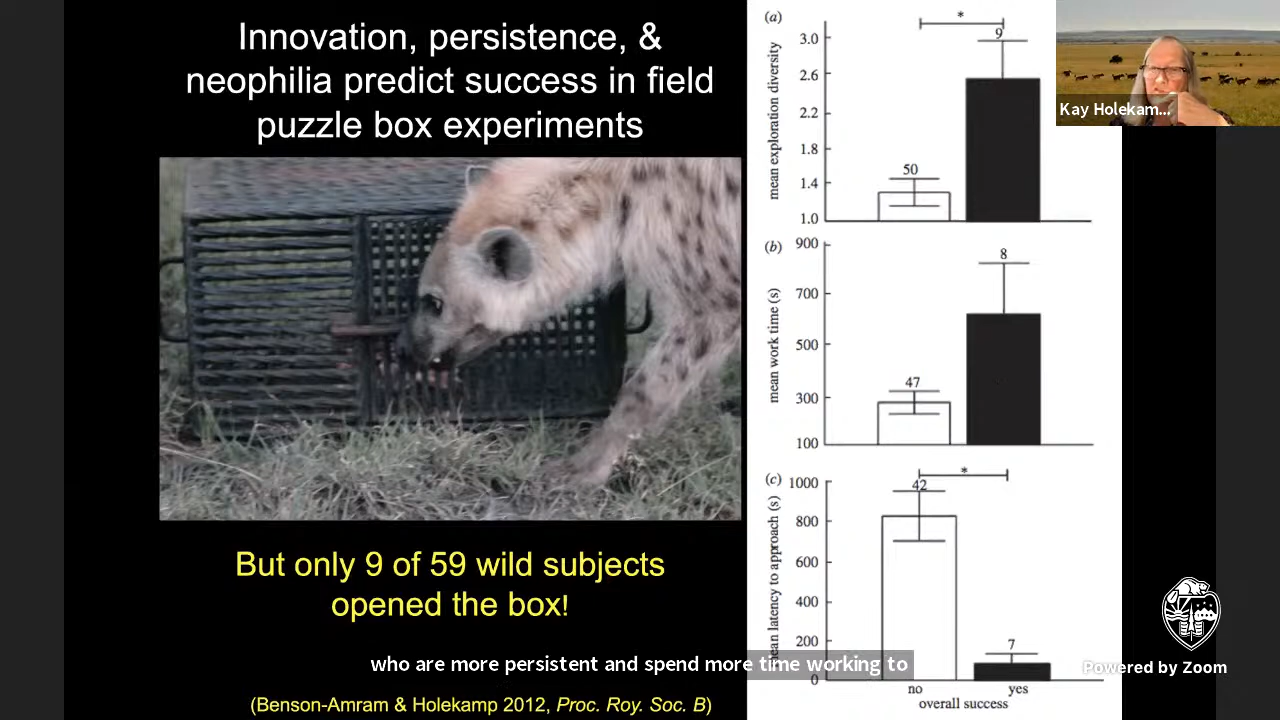 Innovation, persistence, &
neophilia predict success in field
puzzle box experiments
But only 9 of 59 wild subjects
opened the box!
who are more persistent and spend more time working to
(Benson-Amram & Holekamp 2012, Proc. Roy. Soc. B)
(a)
*
3.0
2.6
2.2
1.8
1.4
1.0
mean exploration diversity
50
9
(b)
900
700
500
300
100
mean work time (s)
47
8
(c)
*
1000
800
600
400
200
0
mean latency to approach (s)
42
7
no yes
overall success
Kay Holekam...
Powered by Zoom